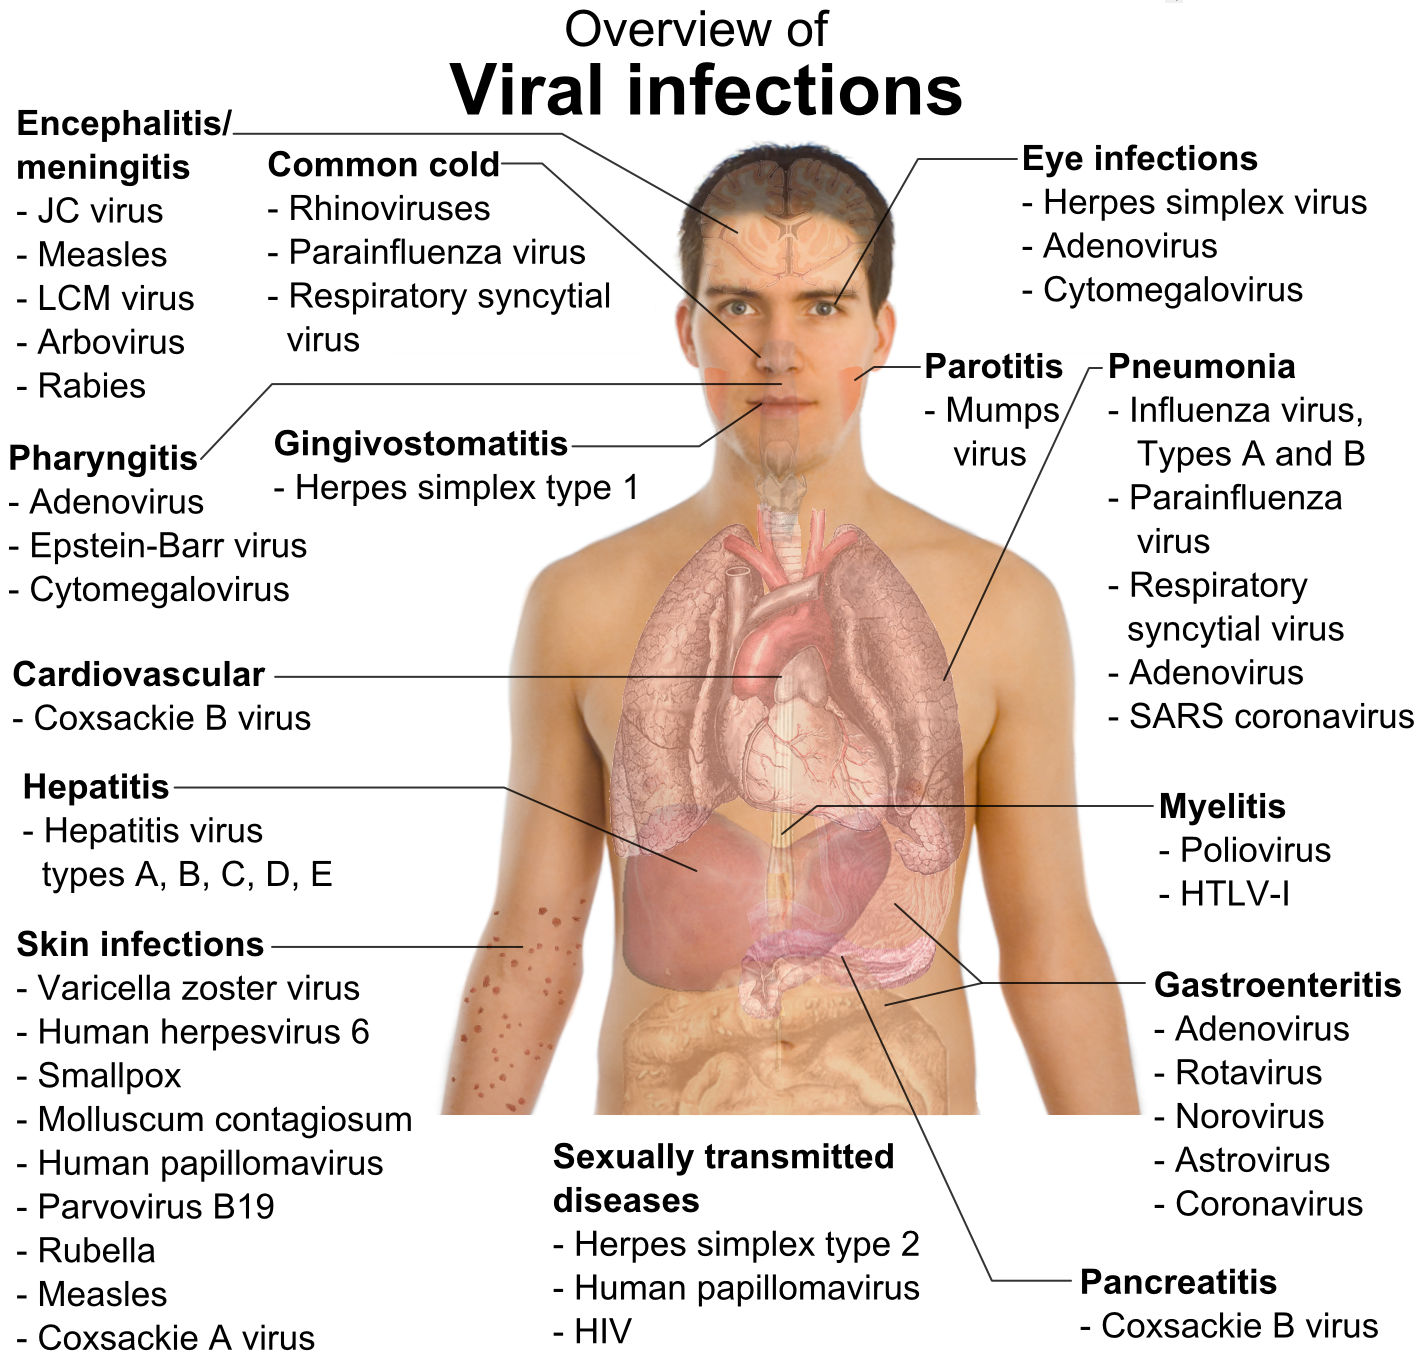 Overview of
Viral infections
Encephalitis/
meningitis
- JC virus
- Measles
- LCM virus
- Arbovirus
- Rabies
Common cold
- Rhinoviruses
- Parainfluenza virus
- Respiratory syncytial
virus
Eye infections
- Herpes simplex virus
- Adenovirus
- Cytomegalovirus
Parotitis
- Mumps
virus
Pneumonia
- Influenza virus,
Types A and B
- Parainfluenza
virus
- Respiratory
syncytial virus
- Adenovirus
- SARS coronavirus
Pharyngitis
- Adenovirus
- Epstein-Barr virus
- Cytomegalovirus
Gingivostomatitis
- Herpes simplex type 1
Cardiovascular
- Coxsackie B virus
Hepatitis
- Hepatitis virus
types A, B, C, D, E
Myelitis
- Poliovirus
- HTLV-I
Skin infections
- Varicella zoster virus
- Human herpesvirus 6
- Smallpox
- Molluscum contagiosum
- Human papillomavirus
- Parvovirus B19
- Rubella
- Measles
- Coxsackie A virus
Gastroenteritis
- Adenovirus
- Rotavirus
- Norovirus
- Astrovirus
- Coronavirus
Sexually transmitted
diseases
- Herpes simplex type 2
- Human papillomavirus
- HIV
Pancreatitis
- Coxsackie B virus